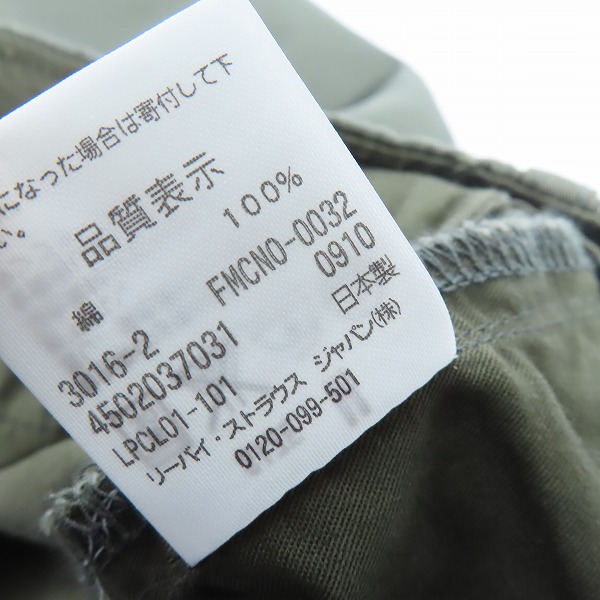 になった場合は寄付して下
い。
品質表示
綿 100%
3016-2 FMCNO-0032
4502037031 0910
LPCL01-101 日本製
リーバイ・ストラウス ジャパン(株)
0120-099-501